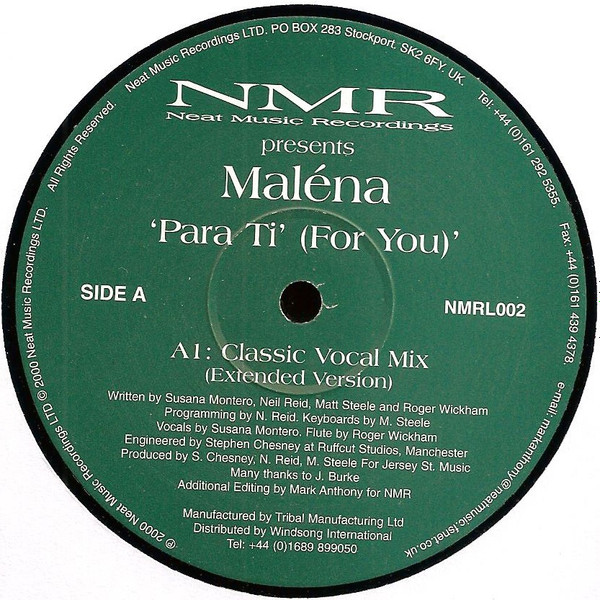 NMR
Neat Music Recordings
presents
Maléna
'Para Ti' (For You)'
SIDE A
NMRL002
A1: Classic Vocal Mix
(Extended Version)
Written by Susana Montero, Neil Reid, Matt Steele and Roger Wickham
Programming by N. Reid. Keyboards by M. Steele
Vocals by Susana Montero. Flute by Roger Wickham
Engineered by Stephen Chesney at Ruffcut Studios, Manchester
Produced by S. Chesney, N. Reid, M. Steele For Jersey St. Music
Many thanks to J. Burke
Additional Editing by Mark Anthony for NMR
Manufactured by Tribal Manufacturing Ltd
Distributed by Windsong International
Tel: +44 (0)1689 899050
℗ 2000 Neat Music Recordings LTD © 2000 Neat Music Recordings LTD. All Rights Reserved. Neat Music Recordings LTD. PO BOX 283 Stockport. SK2 6FY. UK. Tel: +44 (0)161 292 5355. Fax: +44 (0)161 439 4378. e-mail: markanthony@neatmusic.fsnet.co.uk